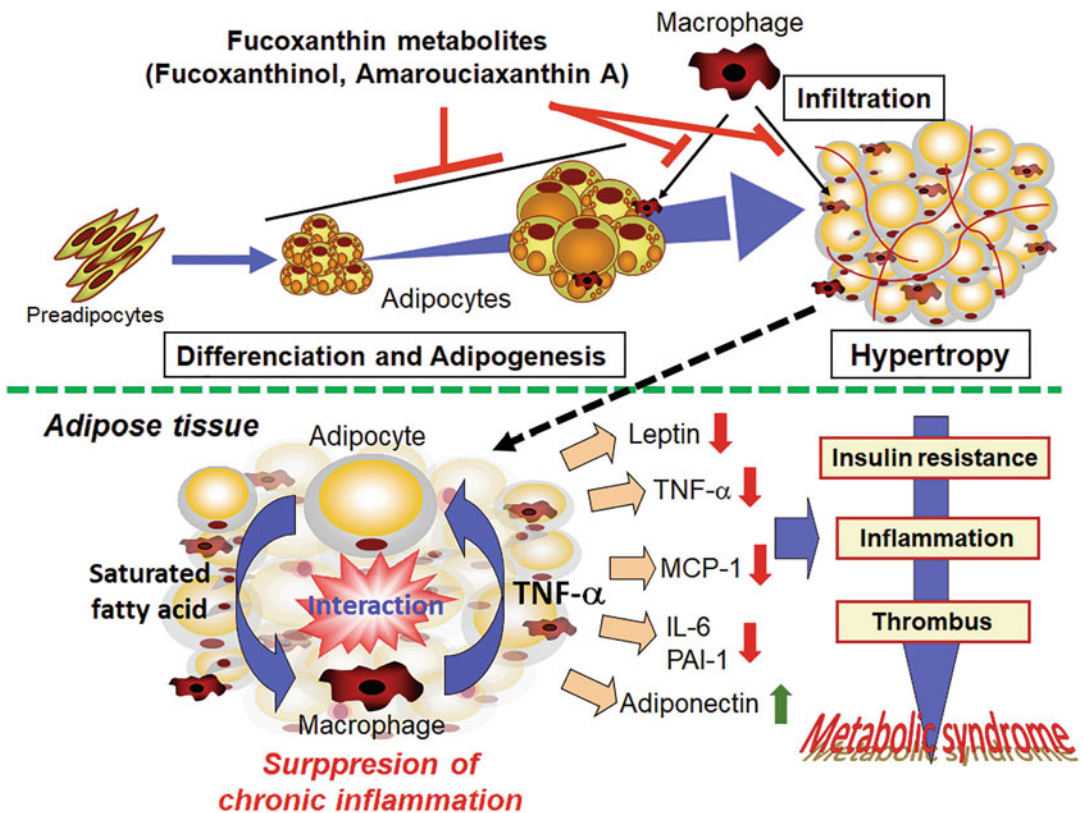 Fucoxanthin metabolites
(Fucoxanthinol, Amarouciaxanthin A)
Macrophage
Infiltration
Preadipocytes
Adipocytes
Differenciation and Adipogenesis
Hypertropy
Adipose tissue
Adipocyte
Saturated
fatty acid
Interaction
TNF-α
Macrophage
Surppresion of
chronic inflammation
Leptin
TNF-α
MCP-1
IL-6
PAI-1
Adiponectin
Insulin resistance
Inflammation
Thrombus
Metabolic syndrome